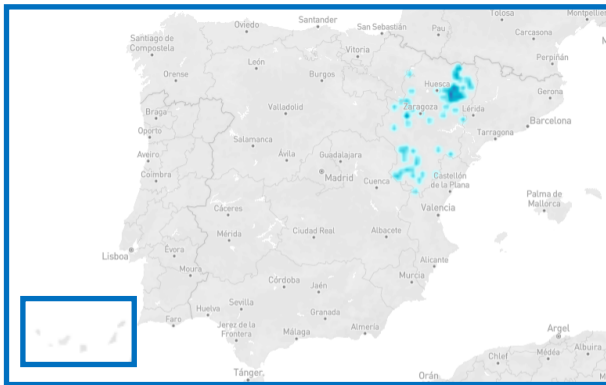 Tolosa
Montpellier
Santander
Oviedo
San Sebastián
Pau
Carcasona
Santiago de
Compostela
Vitoria
Perpiñán
León
Orense
Burgos
Huesca
Gerona
Valladolid
Zaragoza
Lérida
Braga
Barcelona
Oporto
Tarragona
Salamanca
Aveiro
Ávila
Guadalajara
Coimbra
Madrid
Cuenca
Castellón
de la Plana
Palma de
Mallorca
Cáceres
Valencia
Mérida
Ciudad Real
Albacete
Lisboa
Évora
Alicante
Moura
Murcia
Córdoba
Jaén
Sevilla
Huelva
Granada
Faro
Jerez de la
Frontera
Málaga
Almería
Argel
Albuira
Chlef
Médéa
Tánger
Orán